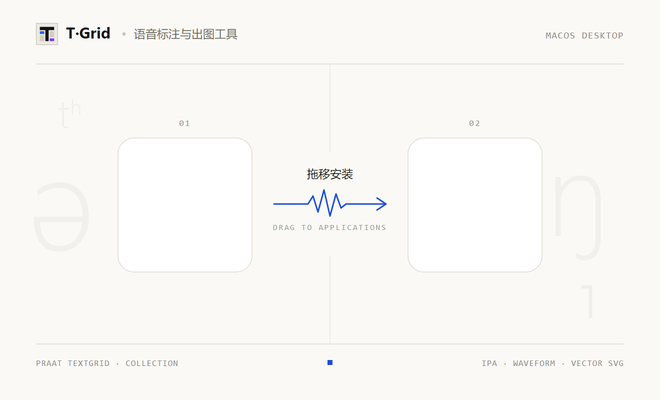 T·Grid • 语音标注与出图工具
MACOS DESKTOP
tʰ
01
02
ə
拖移安装
DRAG TO APPLICATIONS
ŋ
˥
PRAAT TEXTGRID · COLLECTION
IPA · WAVEFORM · VECTOR SVG